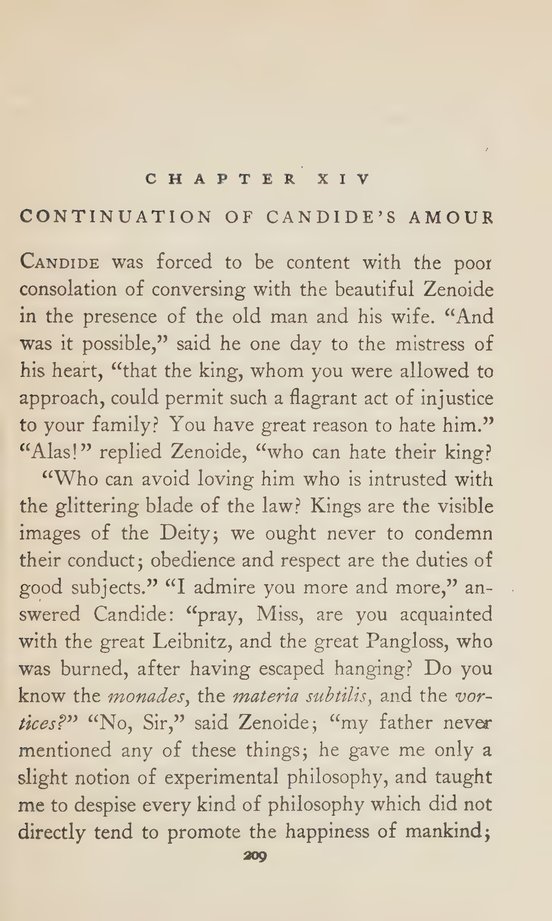 CHAPTER XIV
CONTINUATION OF CANDIDE'S AMOUR
CANDIDE was forced to be content with the poor
consolation of conversing with the beautiful Zenoide
in the presence of the old man and his wife. “And
was it possible,” said he one day to the mistress of
his heart, “that the king, whom you were allowed to
approach, could permit such a flagrant act of injustice
to your family? You have great reason to hate him.”
“Alas!” replied Zenoide, “who can hate their king?
“Who can avoid loving him who is intrusted with
the glittering blade of the law? Kings are the visible
images of the Deity; we ought never to condemn
their conduct; obedience and respect are the duties of
good subjects.” “I admire you more and more,” an-
swered Candide: “pray, Miss, are you acquainted
with the great Leibnitz, and the great Pangloss, who
was burned, after having escaped hanging? Do you
know the monades, the materia subtilis, and the vor-
tices?” “No, Sir,” said Zenoide; “my father never
mentioned any of these things; he gave me only a
slight notion of experimental philosophy, and taught
me to despise every kind of philosophy which did not
directly tend to promote the happiness of mankind;
209